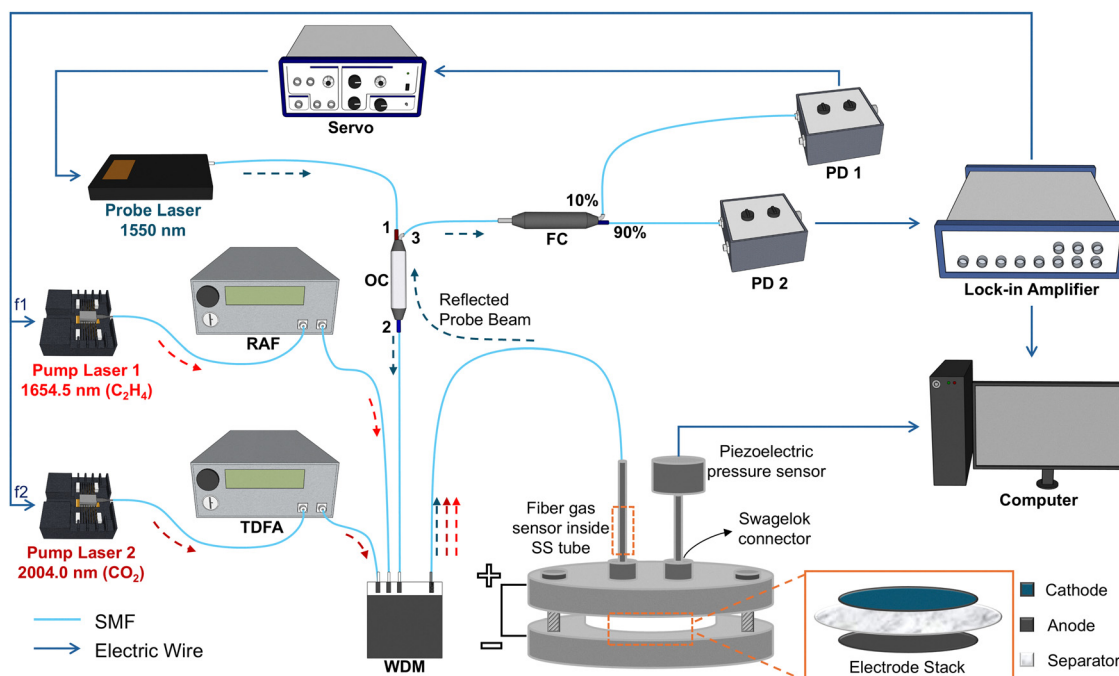 Servo
PD 1
Probe Laser
1550 nm
10%
FC
90%
PD 2
Lock-in Amplifier
1
3
OC
2
Reflected
Probe Beam
f1
RAF
Pump Laser 1
1654.5 nm (C₂H₄)
f2
TDFA
Pump Laser 2
2004.0 nm (CO₂)
Piezoelectric
pressure sensor
Computer
Fiber gas
sensor inside
SS tube
Swagelok
connector
+
−
SMF
Electric Wire
WDM
Electrode Stack
Cathode
Anode
Separator